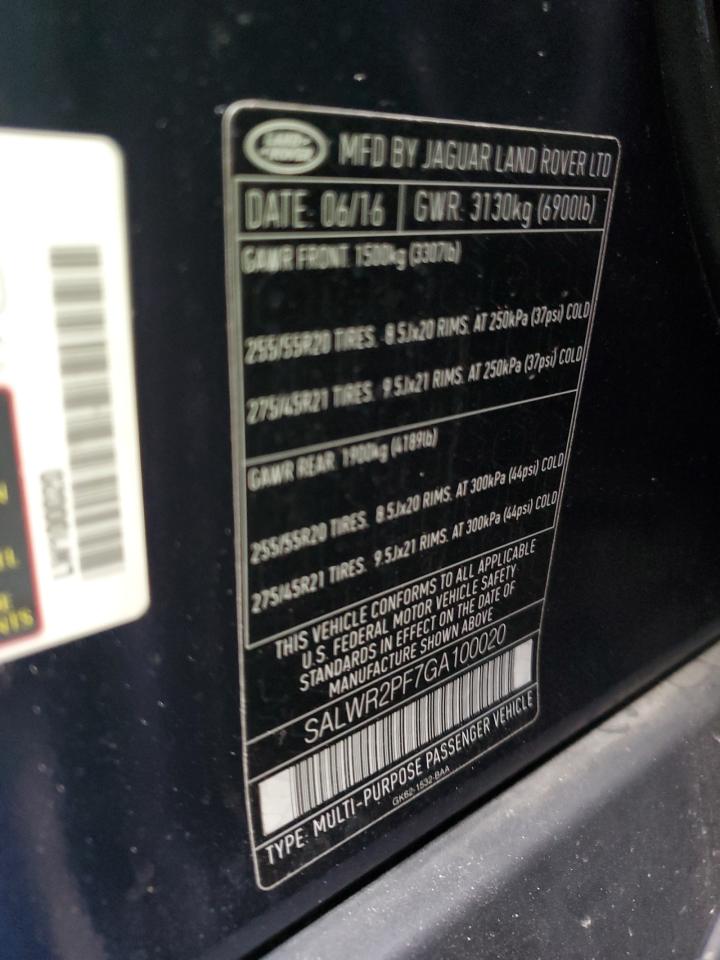 LAND ROVER
MFD BY JAGUAR LAND ROVER LTD
DATE: 06/16 GWR: 3130kg (6900lb)
GAWR FRONT 1500kg (3307lb)
255/55R20 TIRES. 8.5Jx20 RIMS. AT 250kPa (37psi) COLD
275/45R21 TIRES. 9.5Jx21 RIMS. AT 250kPa (37psi) COLD
GAWR REAR 1900kg (4189lb)
255/55R20 TIRES. 8.5Jx20 RIMS. AT 300kPa (44psi) COLD
275/45R21 TIRES. 9.5Jx21 RIMS. AT 300kPa (44psi) COLD
THIS VEHICLE CONFORMS TO ALL APPLICABLE
U.S. FEDERAL MOTOR VEHICLE SAFETY
STANDARDS IN EFFECT ON THE DATE OF
MANUFACTURE SHOWN ABOVE
SALWR2PF7GA100020
TYPE: MULTI-PURPOSE PASSENGER VEHICLE